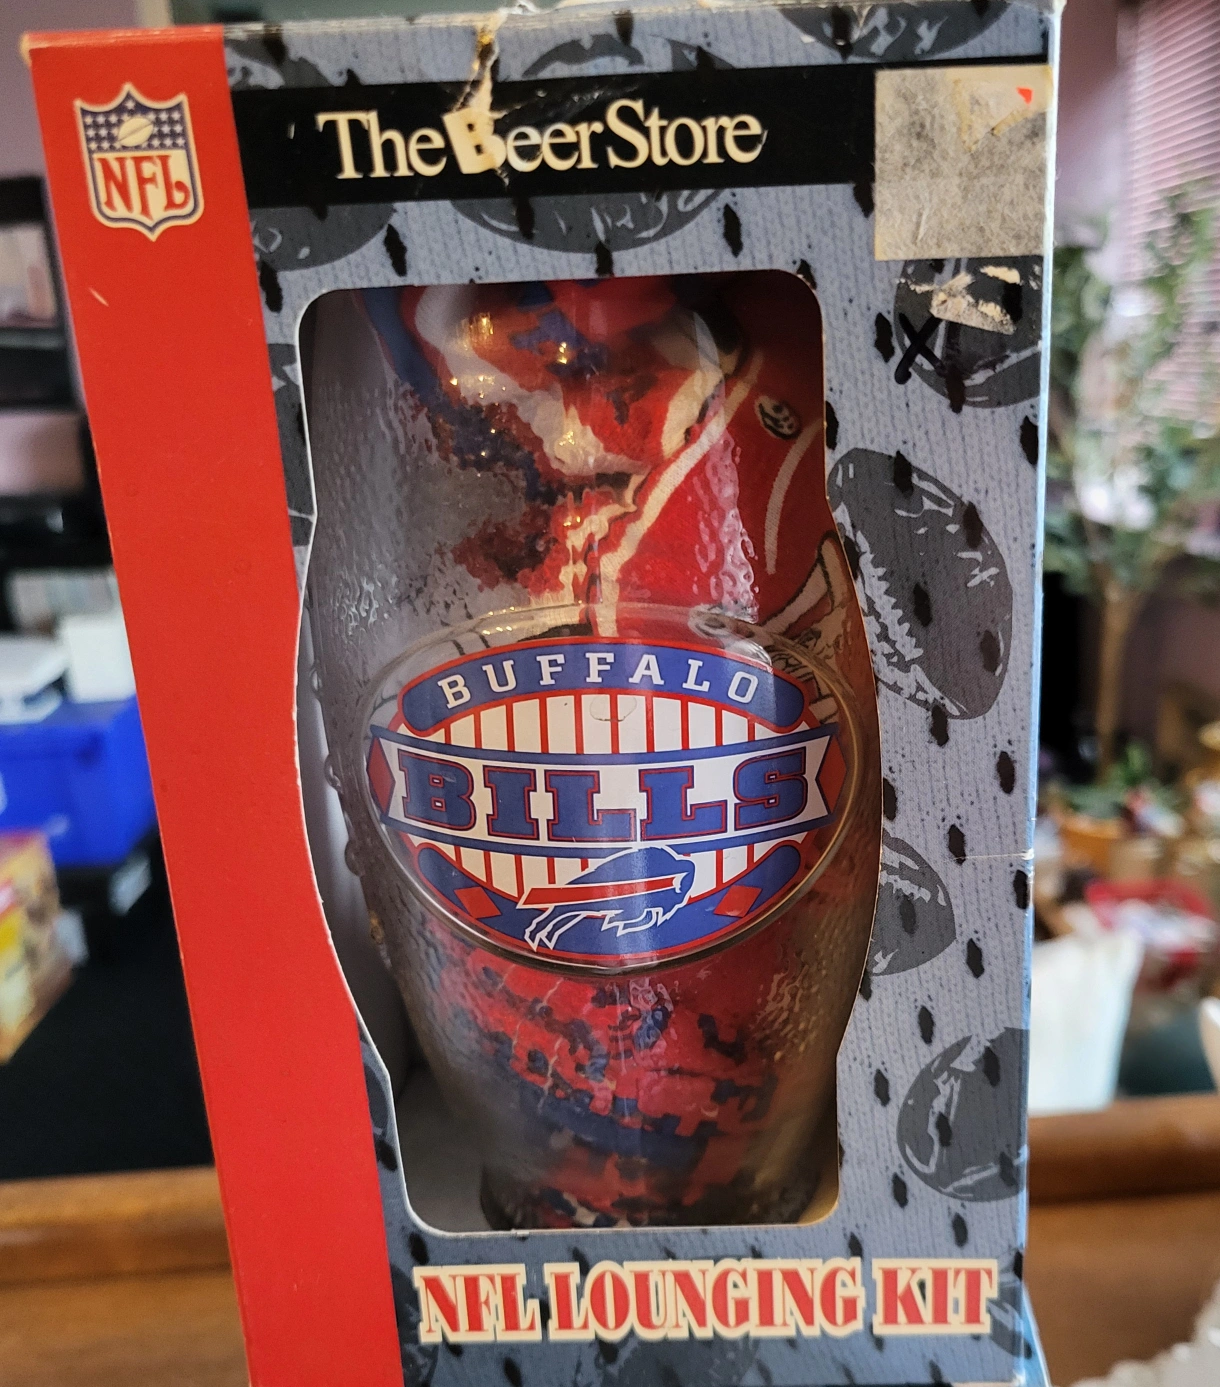 NFL
The Beer Store
BUFFALO
BILLS
NFL LOUNGING KIT